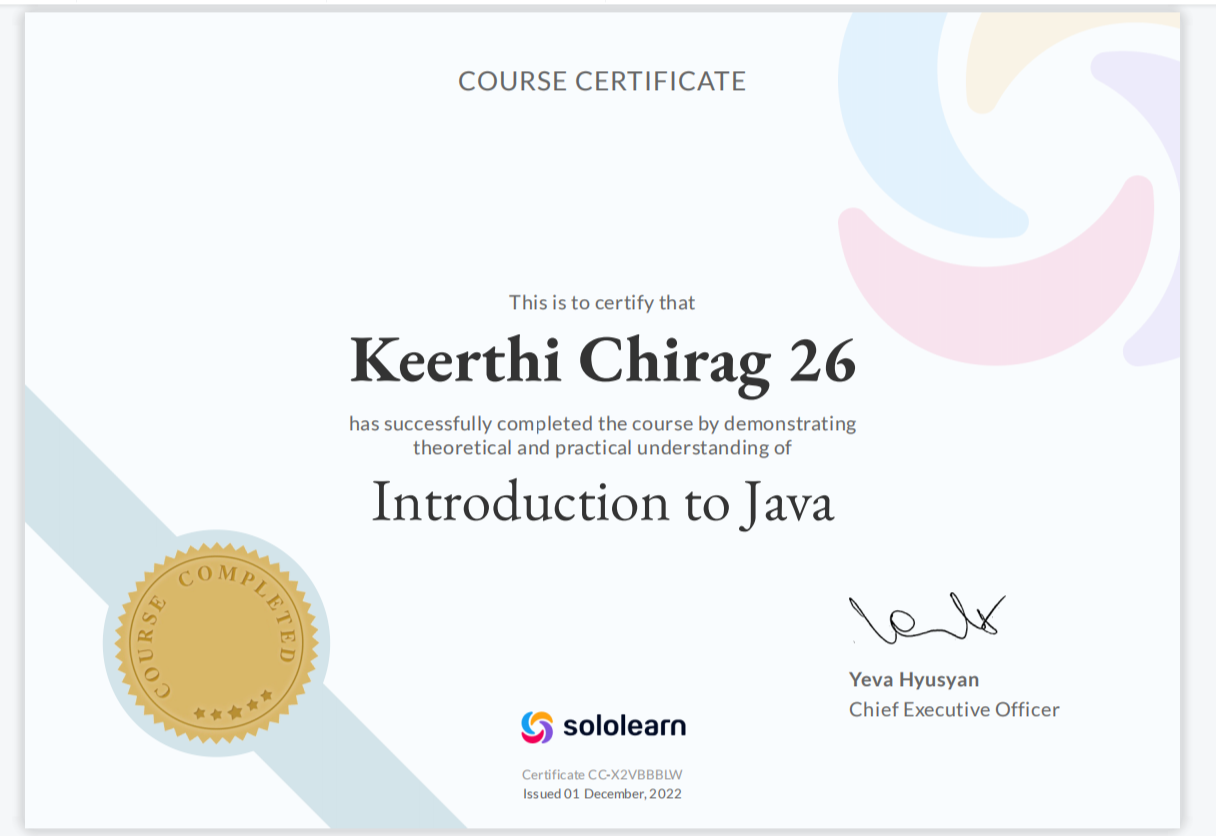 COURSE CERTIFICATE
This is to certify that
Keerthi Chirag 26
has successfully completed the course by demonstrating
theoretical and practical understanding of
Introduction to Java
COURSE COMPLETED
Yeva Hyusyan
Chief Executive Officer
sololearn
Certificate CC-X2VBBBLW
Issued 01 December, 2022